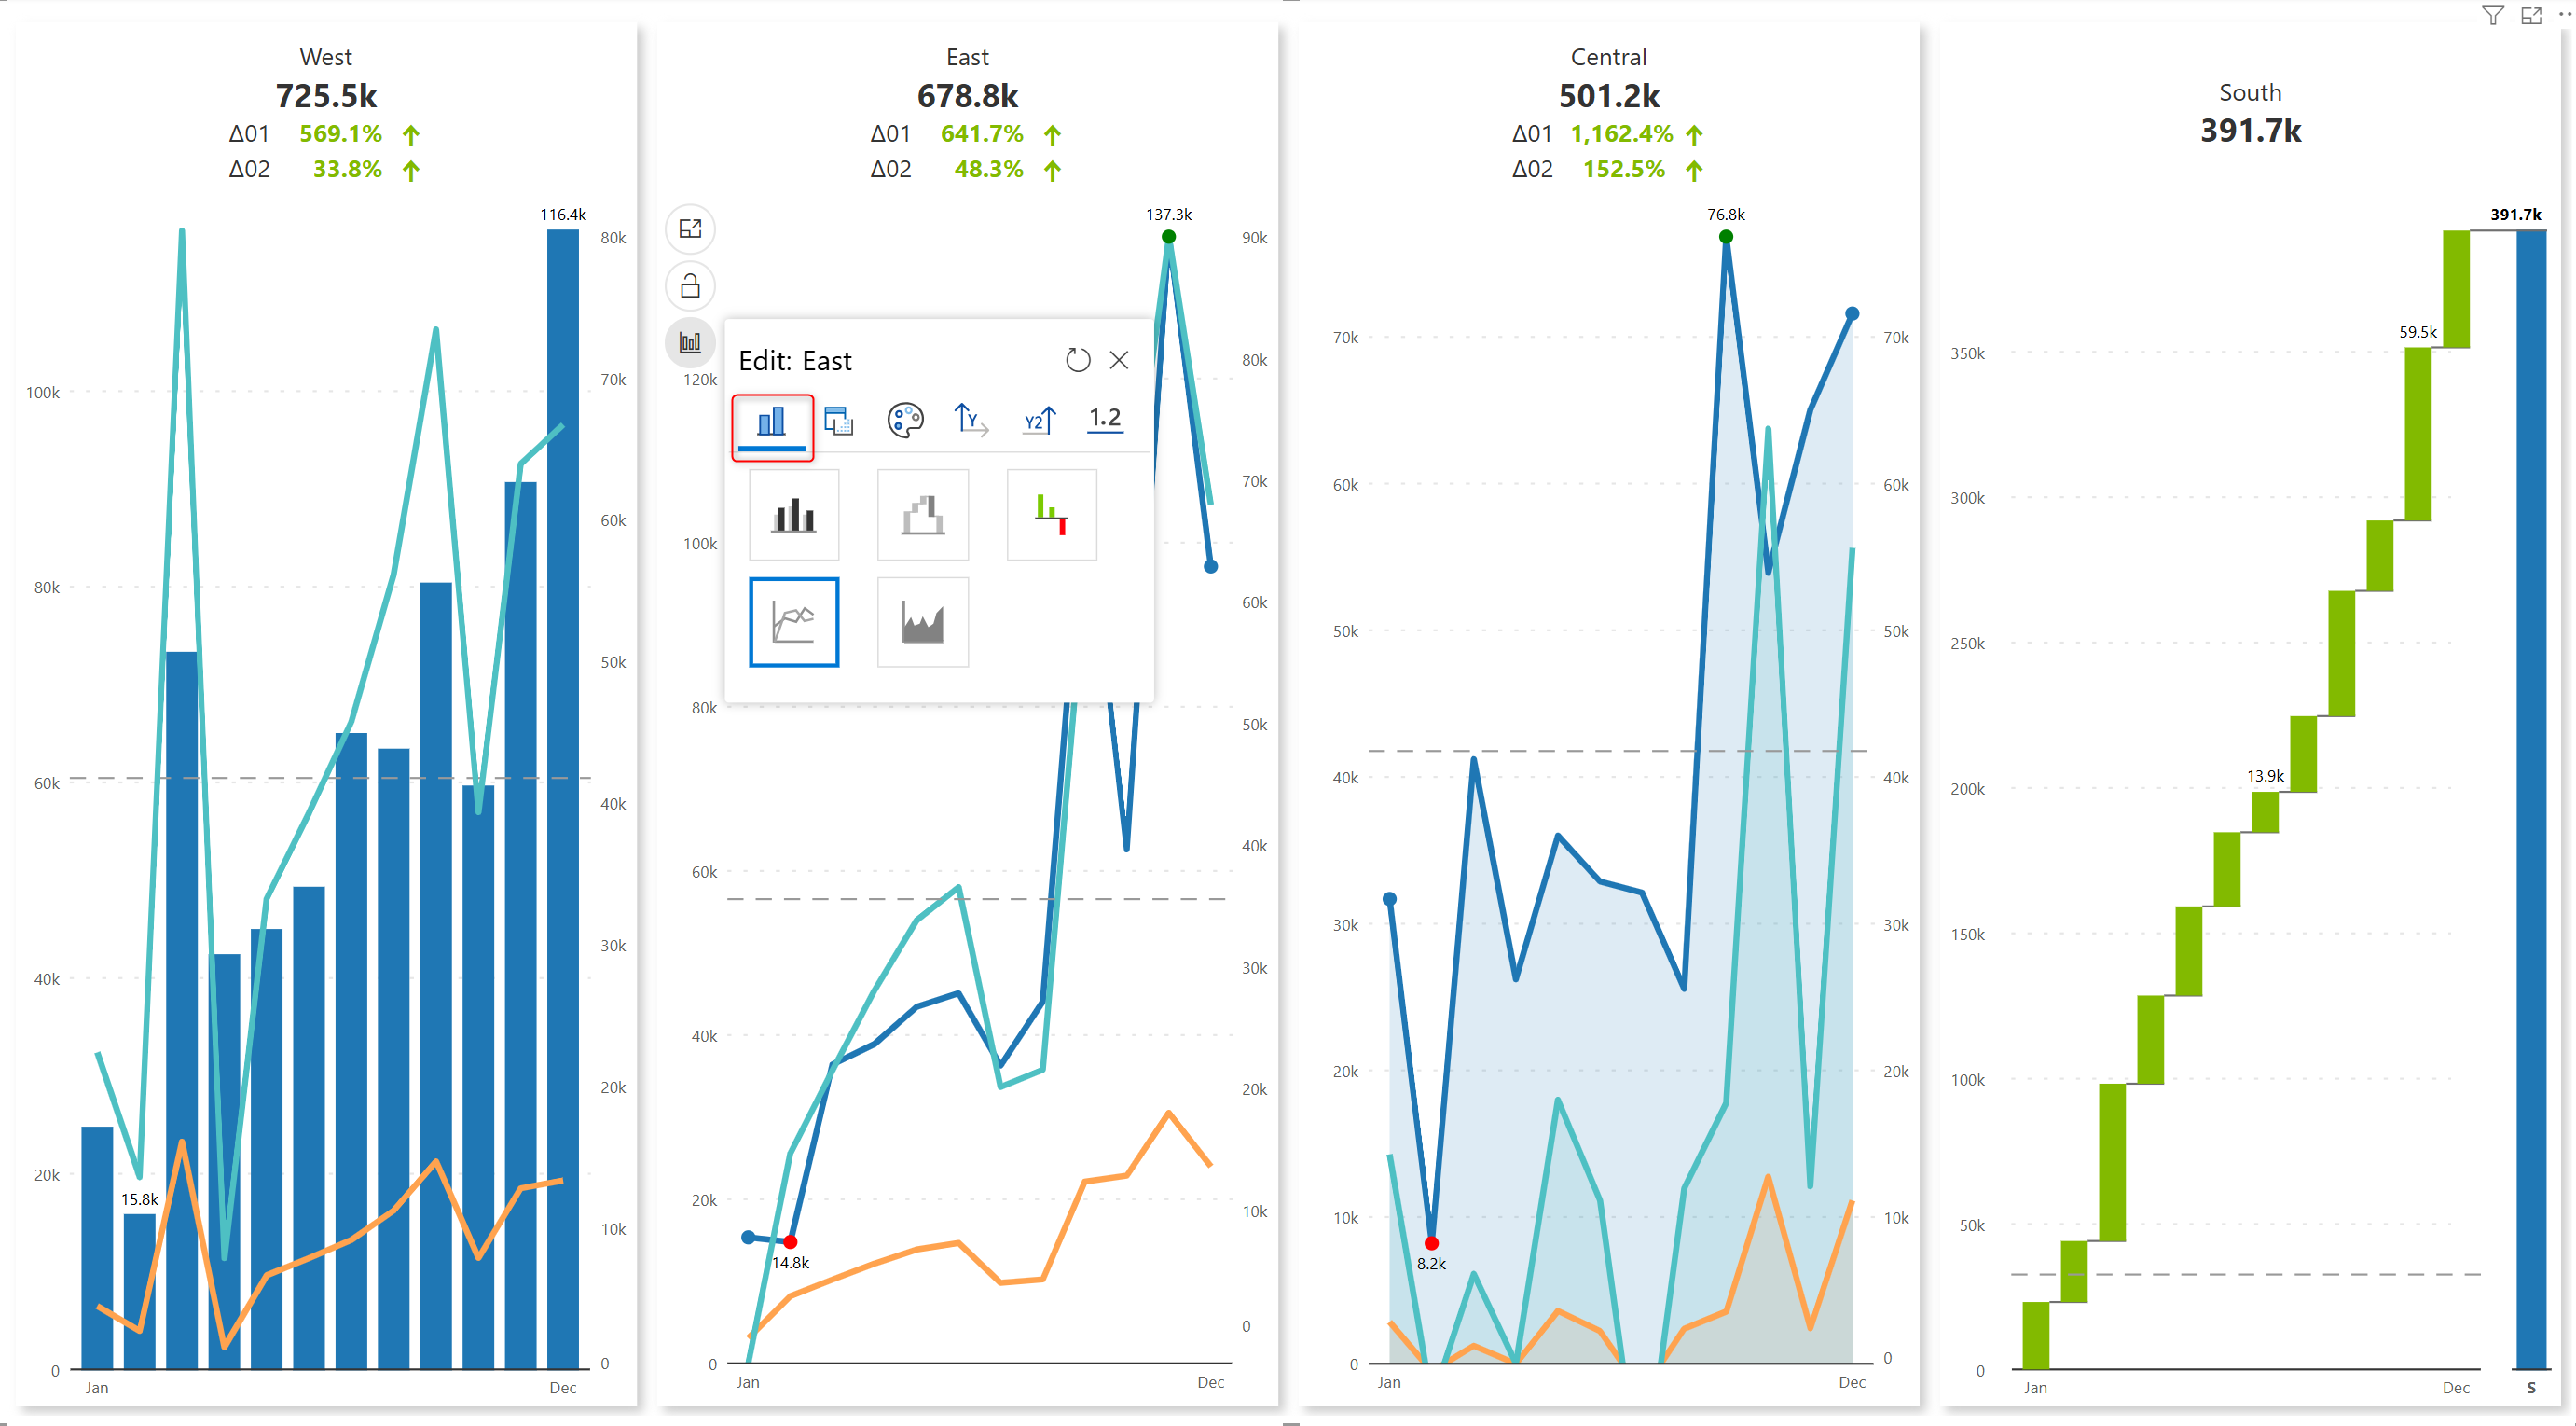 West
725.5k
Δ01 569.1%
Δ02 33.8%
116.4k
80k
70k
100k
60k
80k
50k
60k
40k
30k
40k
20k
20k
15.8k
10k
0
0
Jan Dec
East
678.8k
Δ01 641.7%
Δ02 48.3%
137.3k
90k
Edit: East
80k
120k
Y Y2 1.2
70k
100k
60k
80k
50k
60k
40k
30k
40k
20k
20k
10k
14.8k
0
0
Jan Dec
Central
501.2k
Δ01 1,162.4%
Δ02 152.5%
76.8k
70k 70k
60k 60k
50k 50k
40k 40k
30k 30k
20k 20k
10k 10k
8.2k
0 0
Jan Dec
South
391.7k
391.7k
59.5k
350k
300k
250k
13.9k
200k
150k
100k
50k
0
Jan Dec S